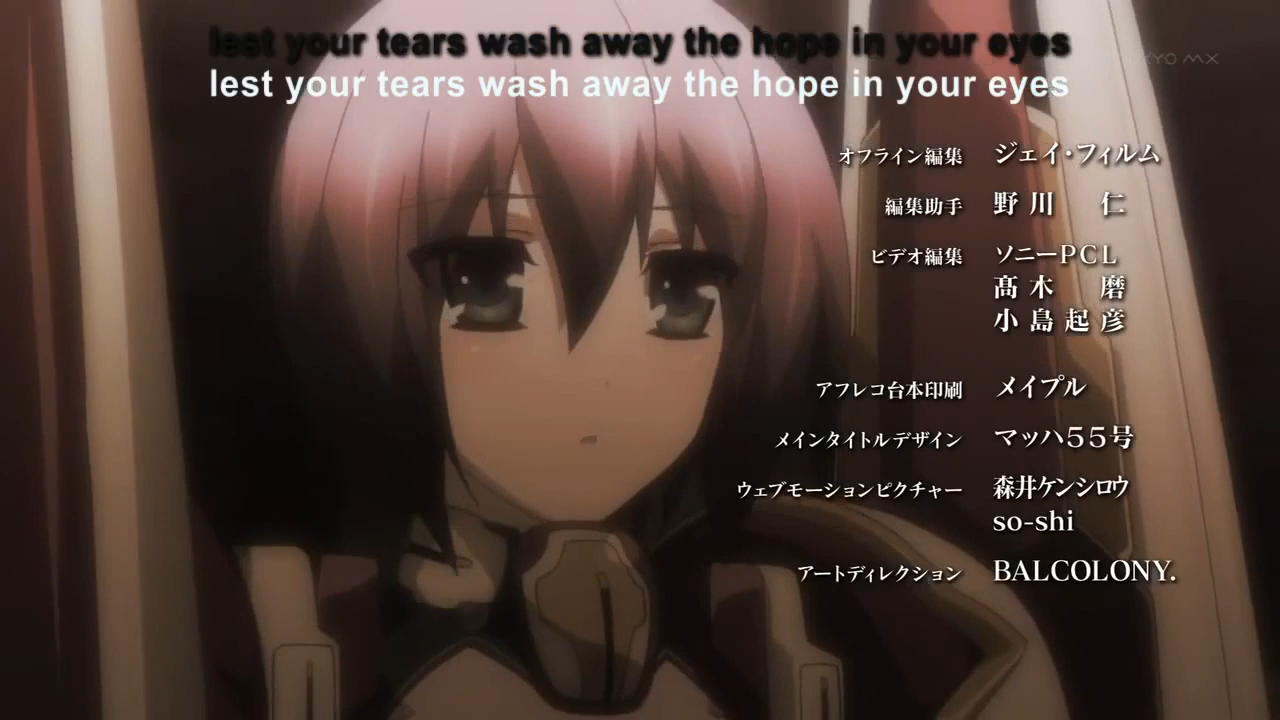 lest your tears wash away the hope in your eyes
lest your tears wash away the hope in your eyes
オフライン編集 ジェイ・フィルム
編集助手 野川 仁
ビデオ編集 ソニーPCL
髙木 磨
小島起彦
アフレコ台本印刷 メイプル
メインタイトルデザイン マッハ55号
ウェブモーションピクチャー 森井ケンシロウ
so-shi
アートディレクション BALCOLONY.